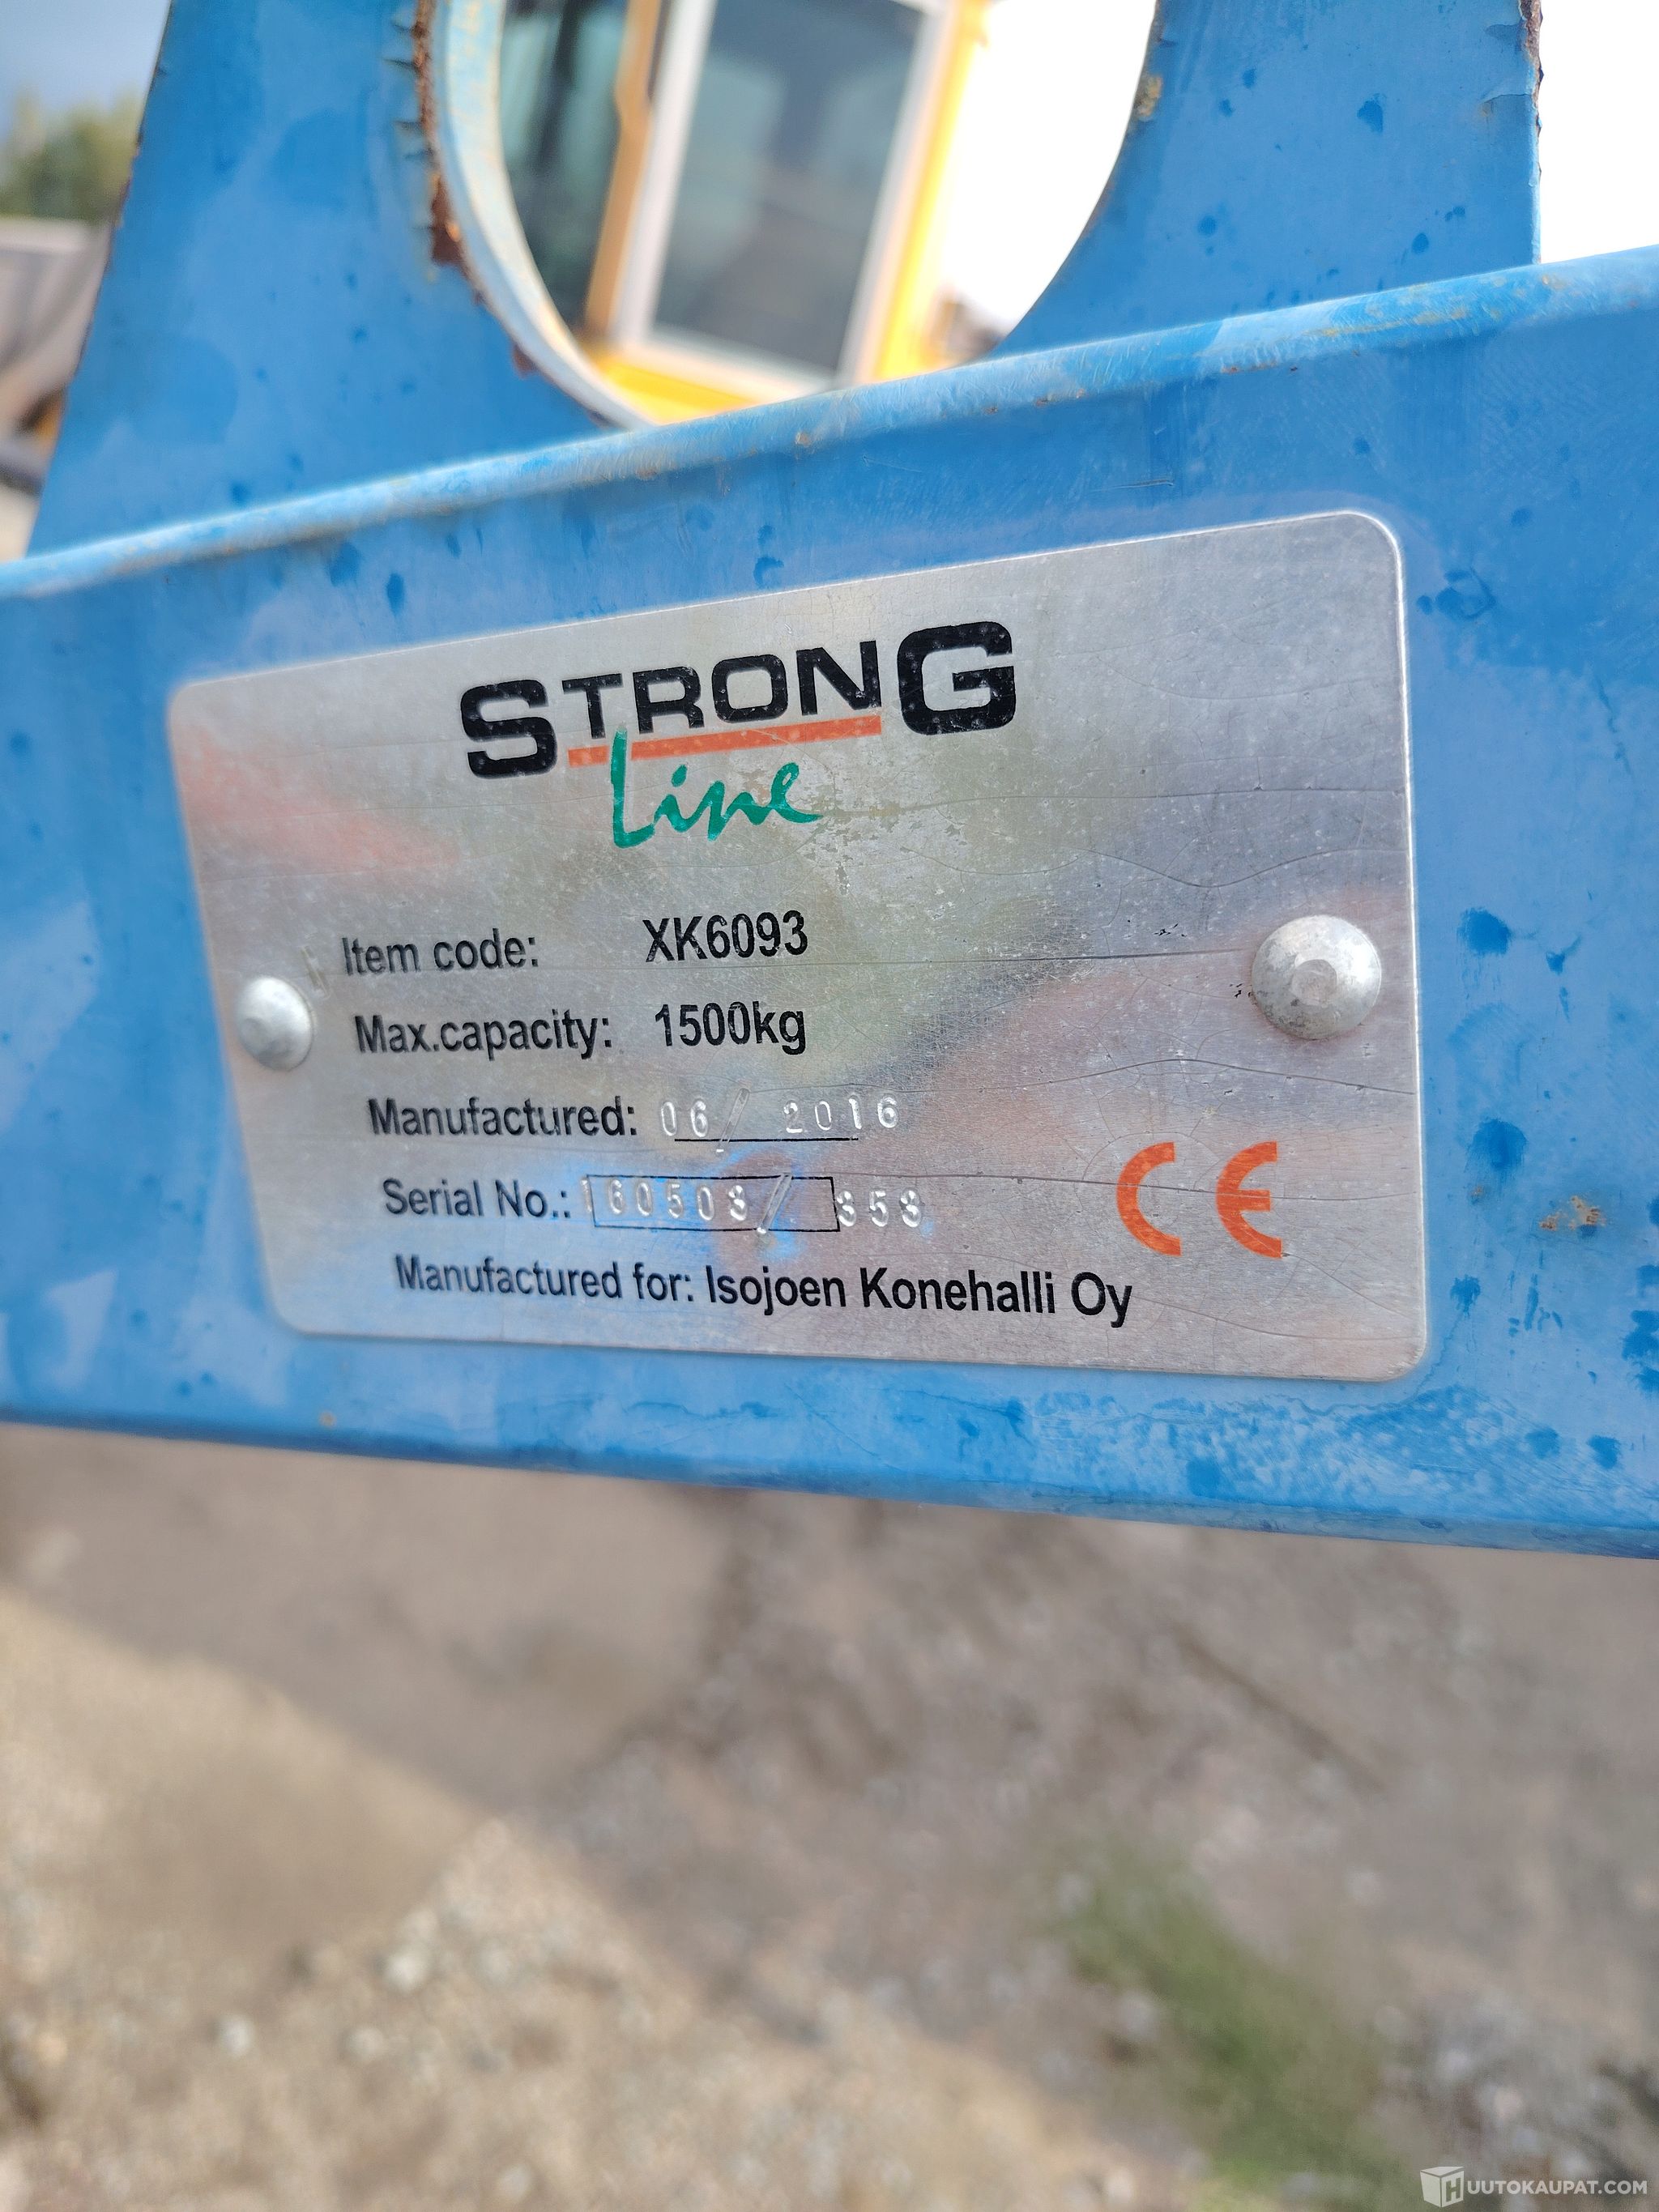 STRONG
Line
Item code: XK6093
Max.capacity: 1500kg
Manufactured: 06/ 2016
Serial No.: 160503/ 353
Manufactured for: Isojoen Konehalli Oy
CE
HUUTOKAUPAT.COM